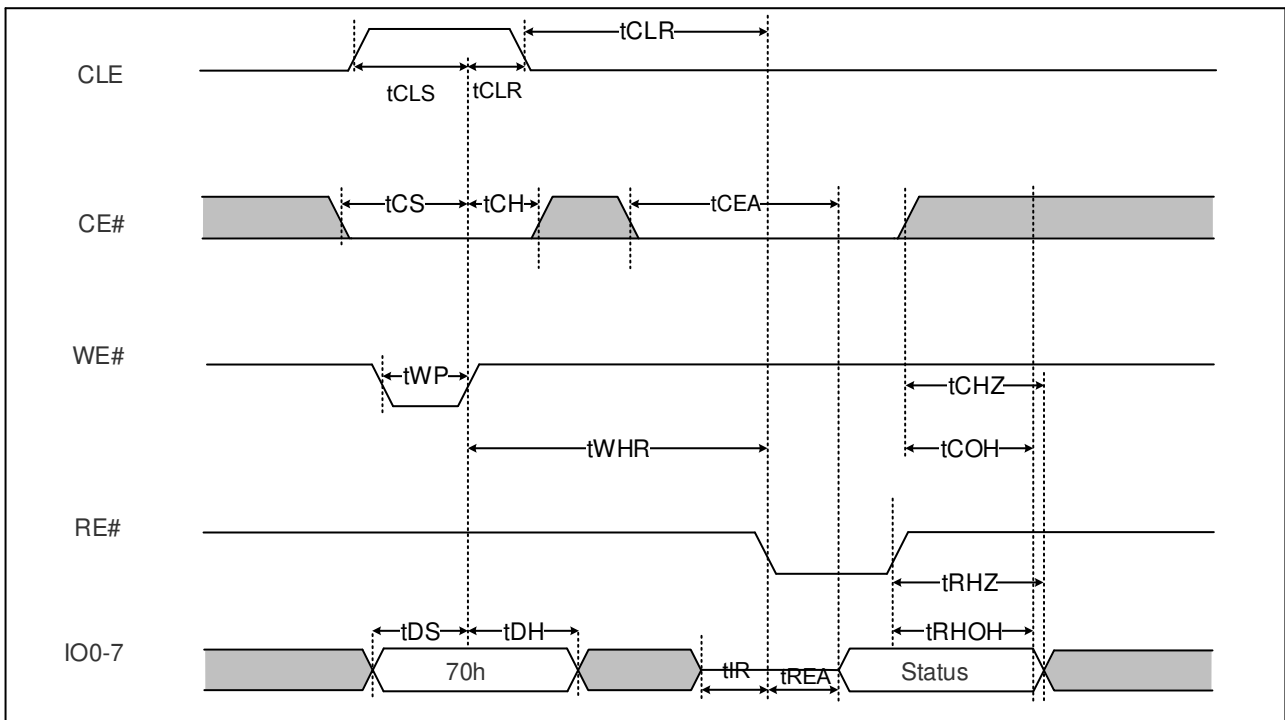 tCLR
CLE
tCLS tCLR
CE# tCS tCH tCEA
WE# tWP
tCHZ
tWHR tCOH
RE#
tRHZ
tDS tDH tRHOH
IO0-7 70h tIR tREA Status